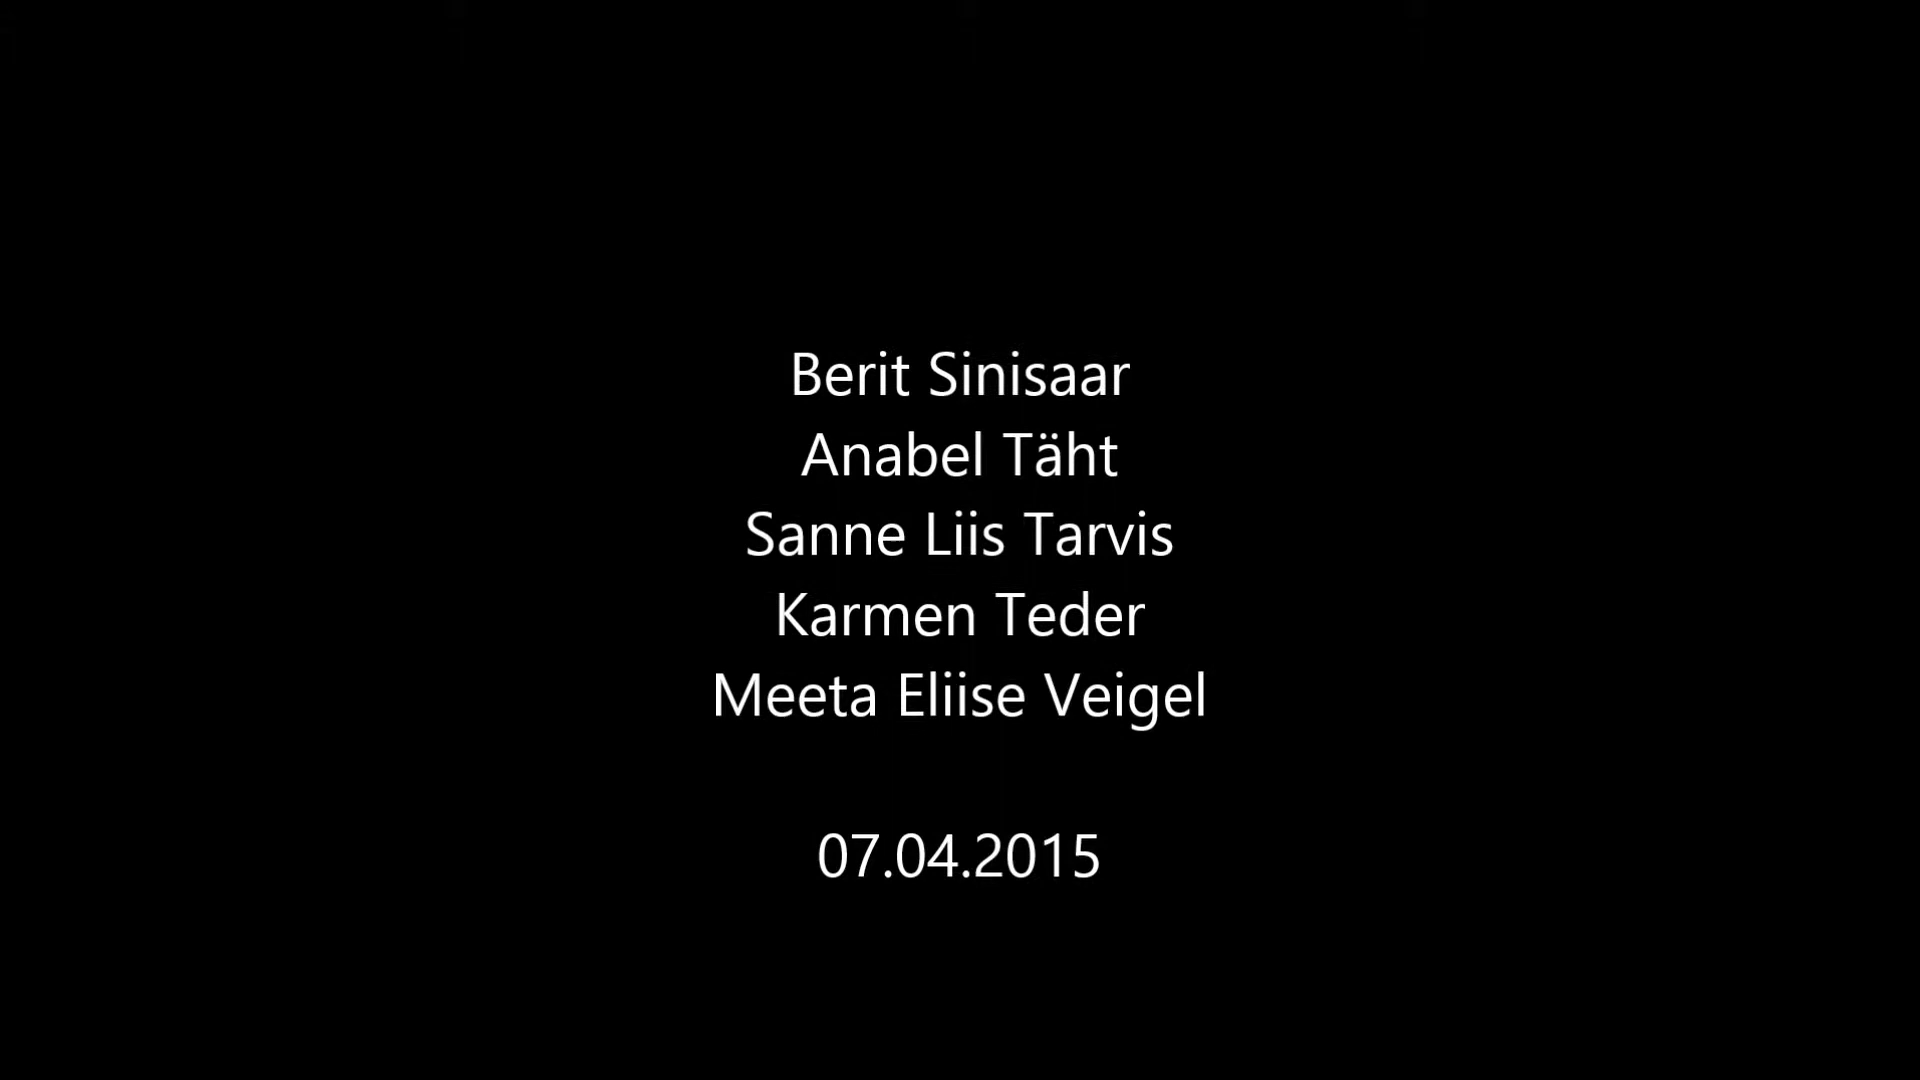 Berit Sinisaar
Anabel Täht
Sanne Liis Tarvis
Karmen Teder
Meeta Eliise Veigel
07.04.2015